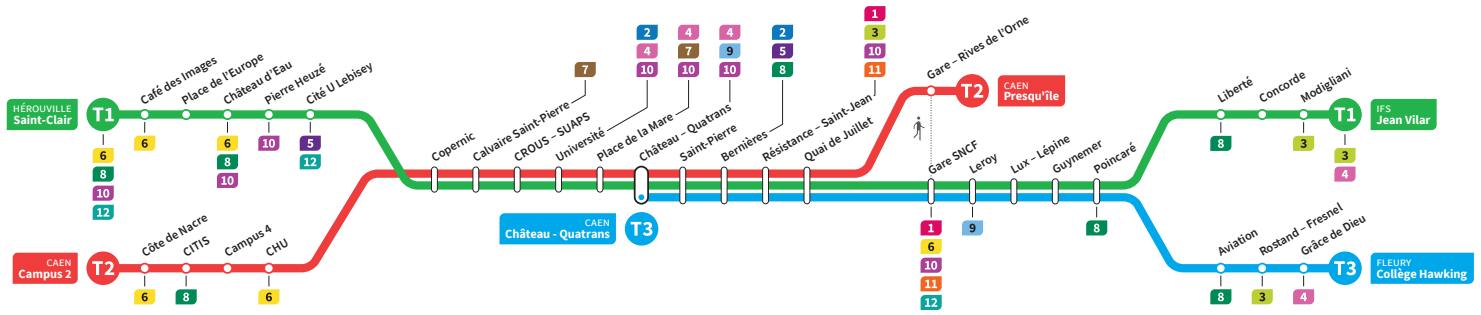 HÉROUVILLE
Saint-Clair
T1
6
8
10
12
Café des Images
6
Place de l'Europe
Château d'Eau
6
8
10
Pierre Heuzé
10
Cité U Lebisey
5
12
CAEN
Campus 2
T2
Côte de Nacre
6
CITIS
8
Campus 4
CHU
6
Copernic
Calvaire Saint-Pierre
7
CROUS – SUAPS
Université
2
4
10
Place de la Mare
4
7
10
Château – Quatrans
4
9
10
CAEN
Château - Quatrans
T3
Saint-Pierre
Bernières
2
5
8
Résistance – Saint-Jean
1
3
10
11
Quai de Juillet
Gare – Rives de l'Orne
T2
CAEN
Presqu'île
Gare SNCF
1
6
10
11
12
Leroy
9
Lux – Lépine
Guynemer
Poincaré
8
Liberté
8
Concorde
Modigliani
3
T1
3
4
IFS
Jean Vilar
Aviation
8
Rostand – Fresnel
3
Grâce de Dieu
4
T3
FLEURY
Collège Hawking